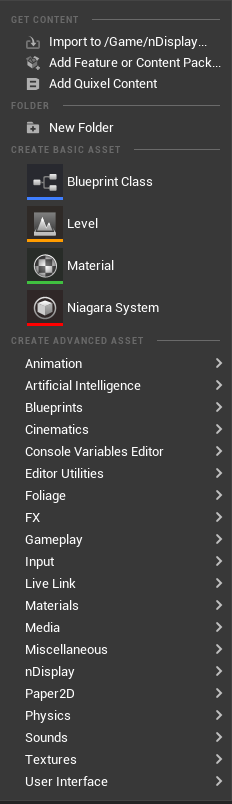 GET CONTENT
Import to /Game/nDisplay...
Add Feature or Content Pack...
Add Quixel Content
FOLDER
New Folder
CREATE BASIC ASSET
Blueprint Class
Level
Material
Niagara System
CREATE ADVANCED ASSET
Animation
Artificial Intelligence
Blueprints
Cinematics
Console Variables Editor
Editor Utilities
Foliage
FX
Gameplay
Input
Live Link
Materials
Media
Miscellaneous
nDisplay
Paper2D
Physics
Sounds
Textures
User Interface